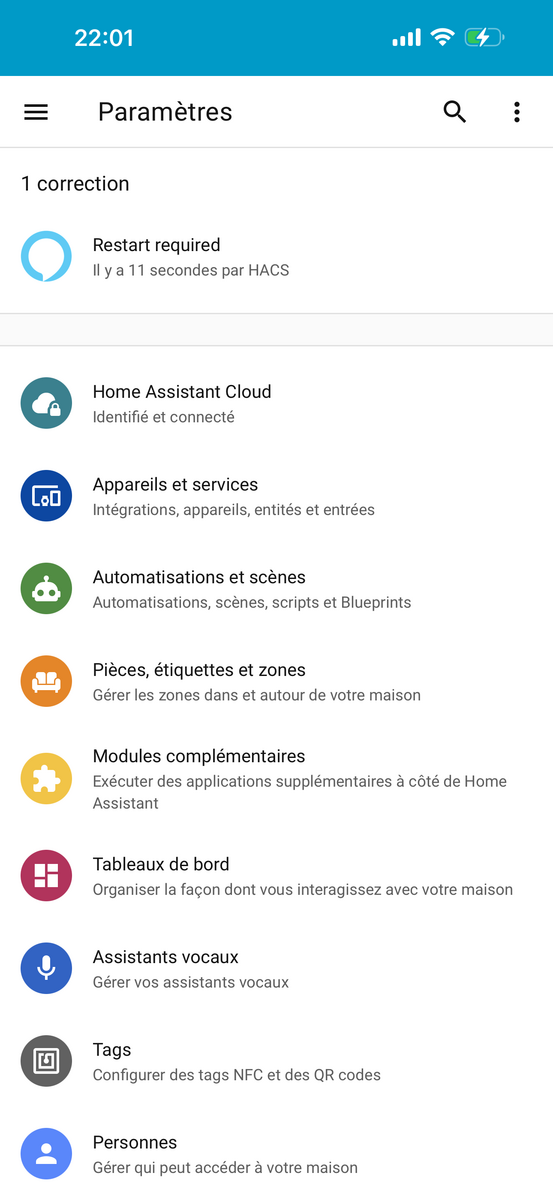 22:01
Paramètres
1 correction
Restart required
Il y a 11 secondes par HACS
Home Assistant Cloud
Identifié et connecté
Appareils et services
Intégrations, appareils, entités et entrées
Automatisations et scènes
Automatisations, scènes, scripts et Blueprints
Pièces, étiquettes et zones
Gérer les zones dans et autour de votre maison
Modules complémentaires
Exécuter des applications supplémentaires à côté de Home
Assistant
Tableaux de bord
Organiser la façon dont vous interagissez avec votre maison
Assistants vocaux
Gérer vos assistants vocaux
Tags
Configurer des tags NFC et des QR codes
Personnes
Gérer qui peut accéder à votre maison